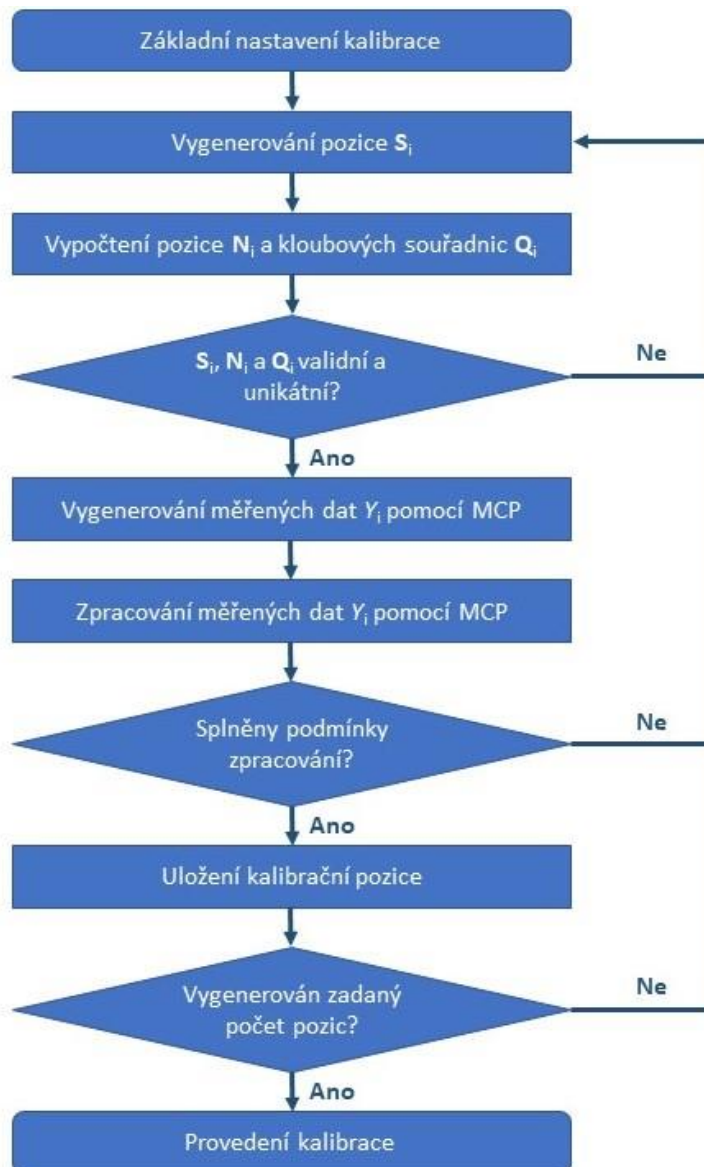 Základní nastavení kalibrace
Vygenerování pozice Si
Vypočtení pozice Ni a kloubových souřadnic Qi
Si, Ni a Qi validní a
unikátní?
Ne
Ano
Vygenerování měřených dat Yi pomocí MCP
Zpracování měřených dat Yi pomocí MCP
Splněny podmínky
zpracování?
Ne
Ano
Uložení kalibrační pozice
Vygenerován zadaný
počet pozic?
Ne
Ano
Provedení kalibrace